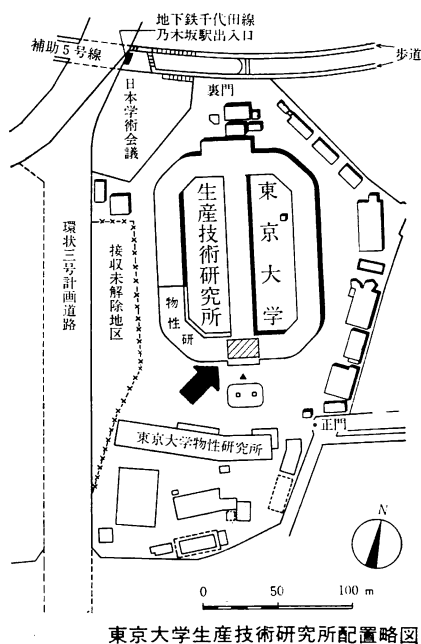 地下鉄千代田線
乃木坂駅出入口
補助5号線
歩道
裏門
日本学術会議
環状三号計画道路
接収未解除地区
生産技術研究所
東京大学
物性研
東京大学物性研究所
正門
N
0 50 100 m
東京大学生産技術研究所配置略図